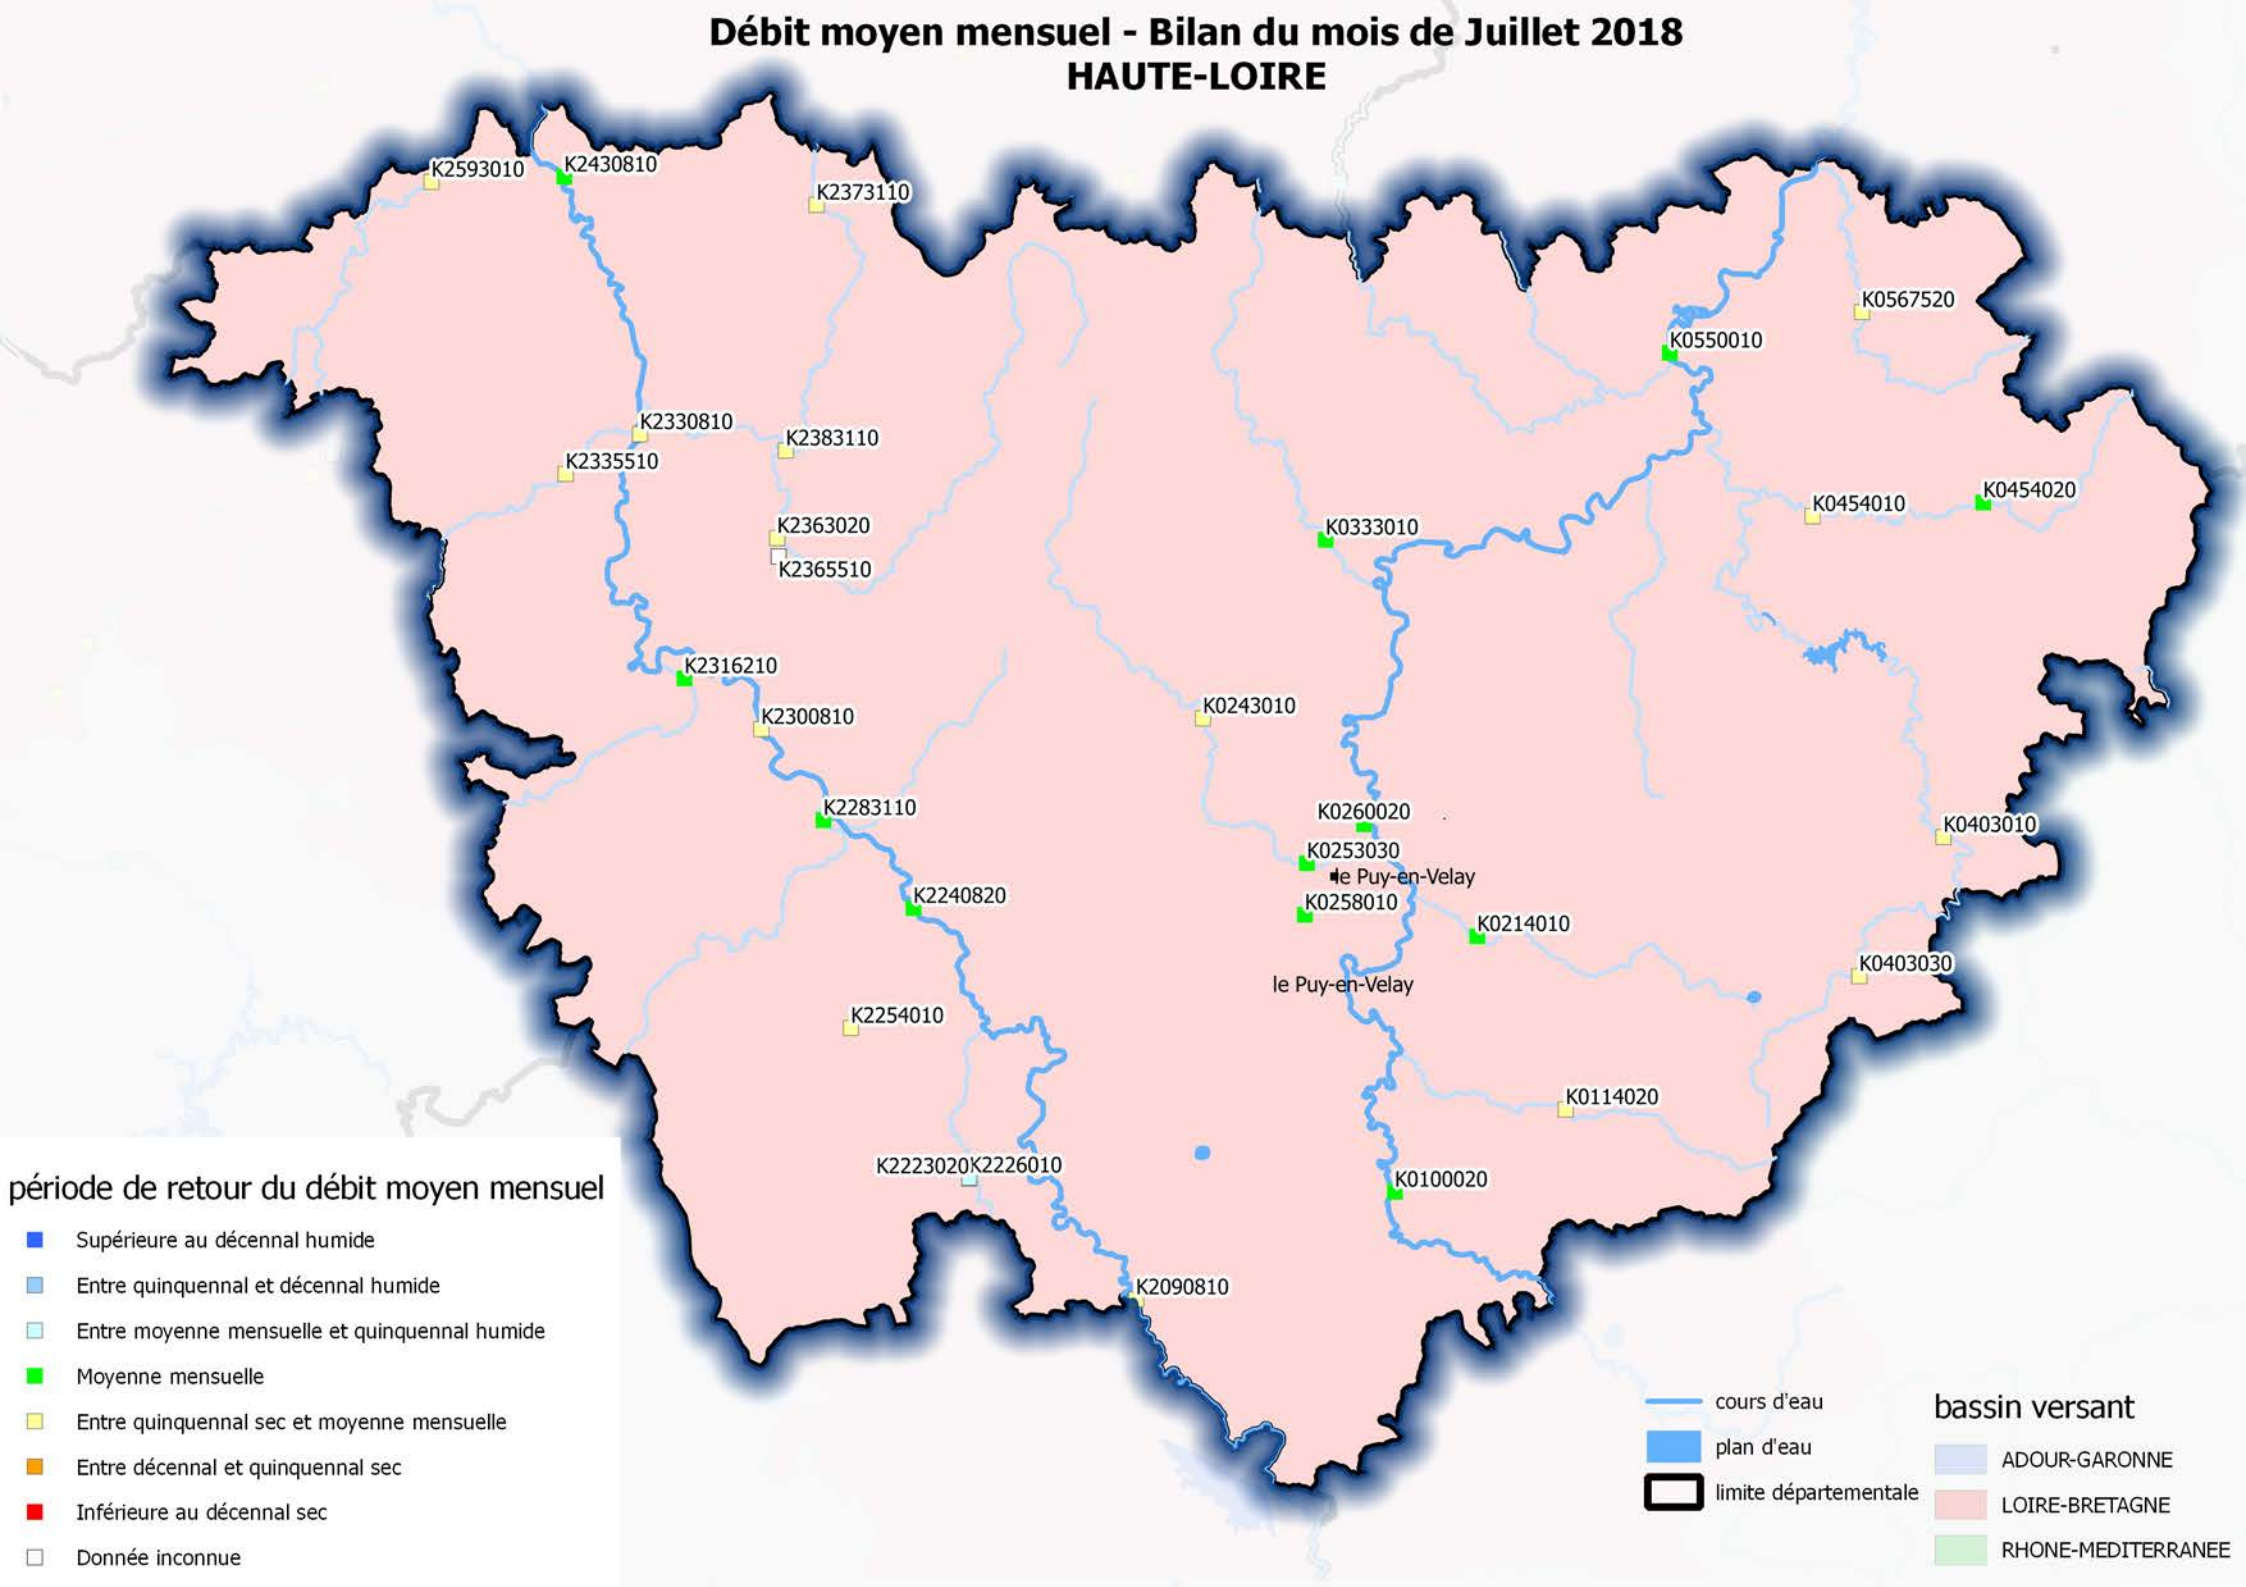 Débit moyen mensuel - Bilan du mois de Juillet 2018
HAUTE-LOIRE
K2593010
K2430810
K2373110
K0567520
K0550010
K2330810
K2383110
K2335510
K0454020
K0454010
K2363020
K0333010
K2365510
K2316210
K0243010
K2300810
K2283110
K0260020
K0403010
K0253030
le Puy-en-Velay
K2240820
K0258010
K0214010
K0403030
le Puy-en-Velay
K2254010
K0114020
K2223020
K2226010
K0100020
K2090810
période de retour du débit moyen mensuel
Supérieure au décennal humide
Entre quinquennal et décennal humide
Entre moyenne mensuelle et quinquennal humide
Moyenne mensuelle
Entre quinquennal sec et moyenne mensuelle
Entre décennal et quinquennal sec
Inférieure au décennal sec
Donnée inconnue
cours d'eau
plan d'eau
limite départementale
bassin versant
ADOUR-GARONNE
LOIRE-BRETAGNE
RHONE-MEDITERRANEE